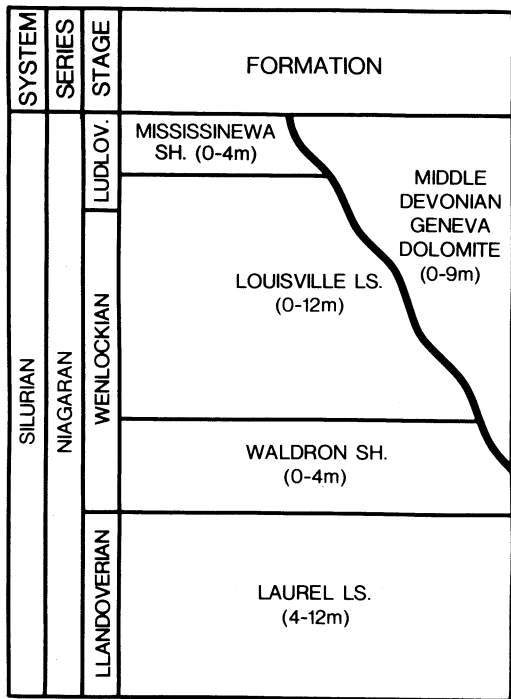 SYSTEM
SERIES
STAGE
FORMATION
SILURIAN
NIAGARAN
LUDLOV.
WENLOCKIAN
LLANDOVERIAN
MISSISSINEWA
SH. (0-4m)
MIDDLE
DEVONIAN
GENEVA
DOLOMITE
(0-9m)
LOUISVILLE LS.
(0-12m)
WALDRON SH.
(0-4m)
LAUREL LS.
(4-12m)